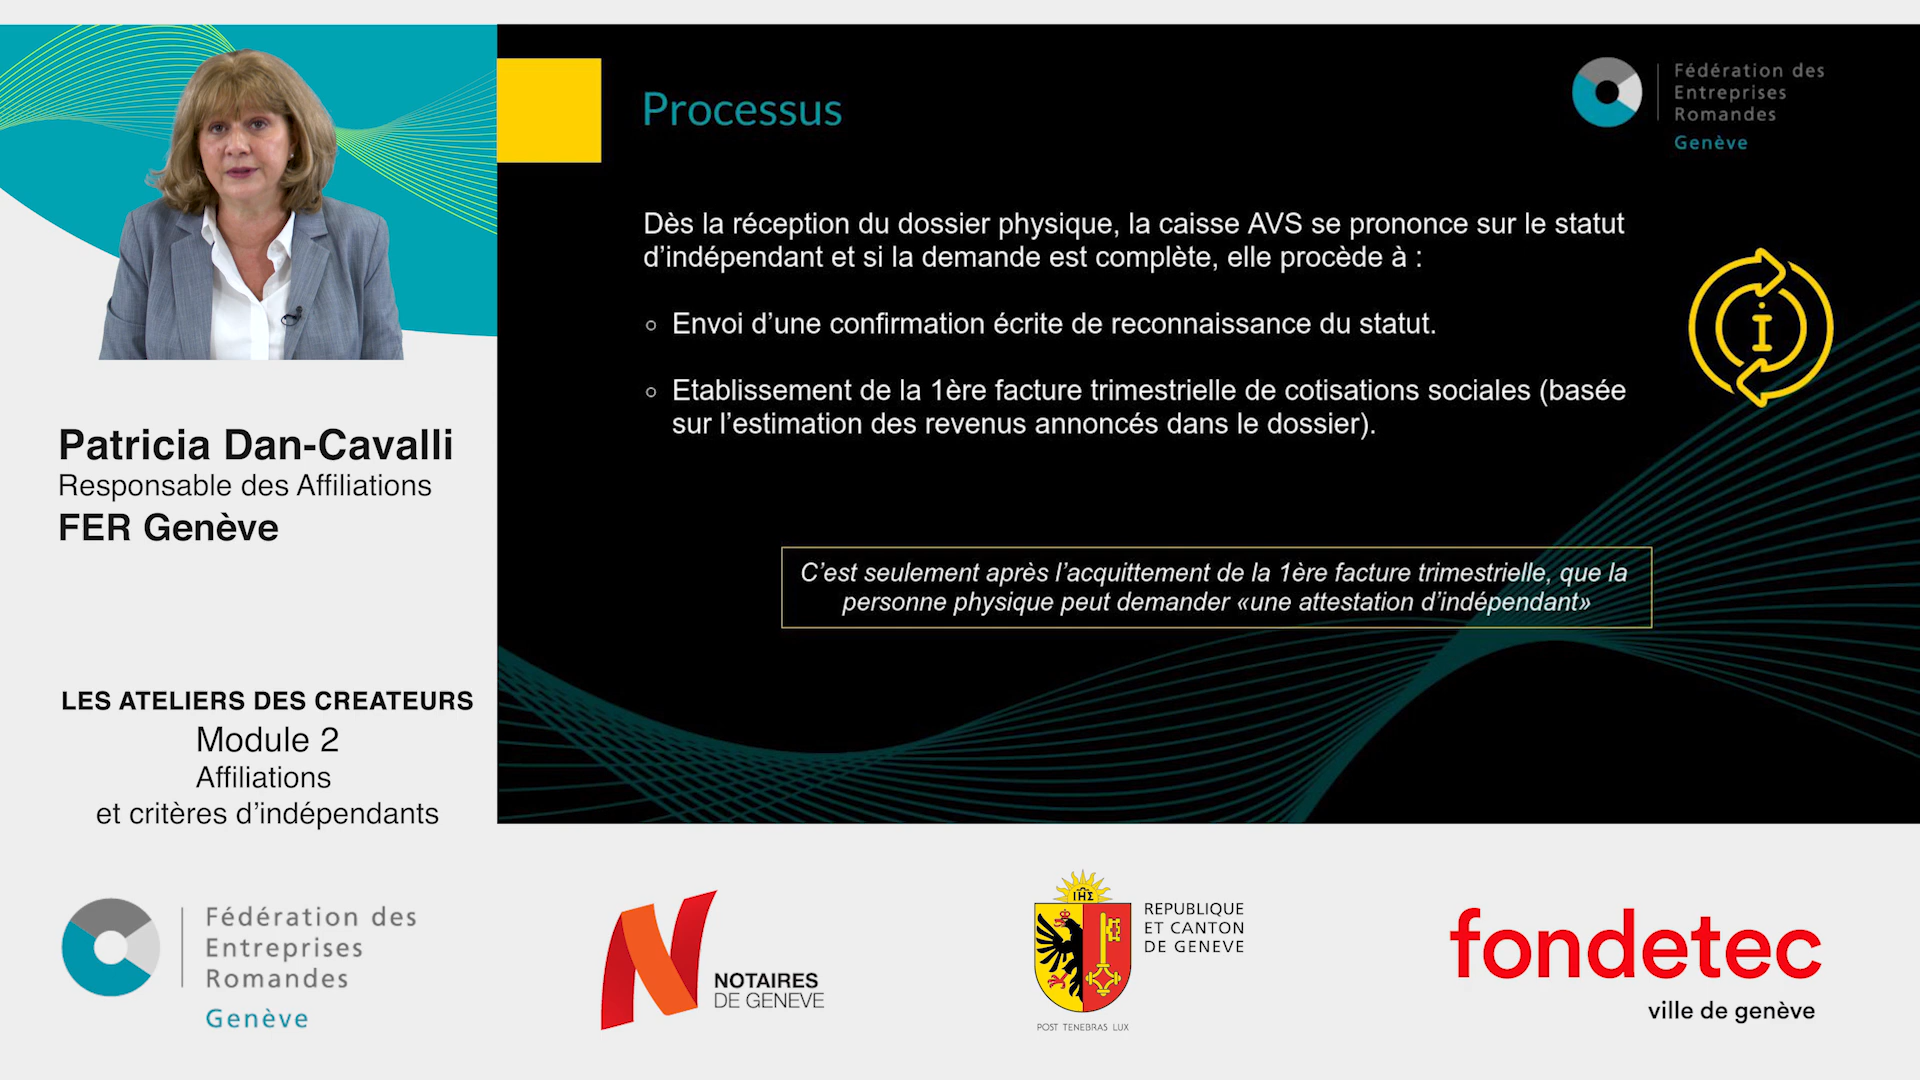 Processus
Fédération des
Entreprises
Romandes
Genève
Dès la réception du dossier physique, la caisse AVS se prononce sur le statut
d’indépendant et si la demande est complète, elle procède à :
Envoi d’une confirmation écrite de reconnaissance du statut.
Etablissement de la 1ère facture trimestrielle de cotisations sociales (basée
sur l’estimation des revenus annoncés dans le dossier).
i
C’est seulement après l’acquittement de la 1ère facture trimestrielle, que la
personne physique peut demander «une attestation d’indépendant»
Patricia Dan-Cavalli
Responsable des Affiliations
FER Genève
LES ATELIERS DES CREATEURS
Module 2
Affiliations
et critères d’indépendants
Fédération des
Entreprises
Romandes
Genève
NOTAIRES
DE GENEVE
IHΣ
REPUBLIQUE
ET CANTON
DE GENEVE
POST TENEBRAS LUX
fondetec
ville de genève